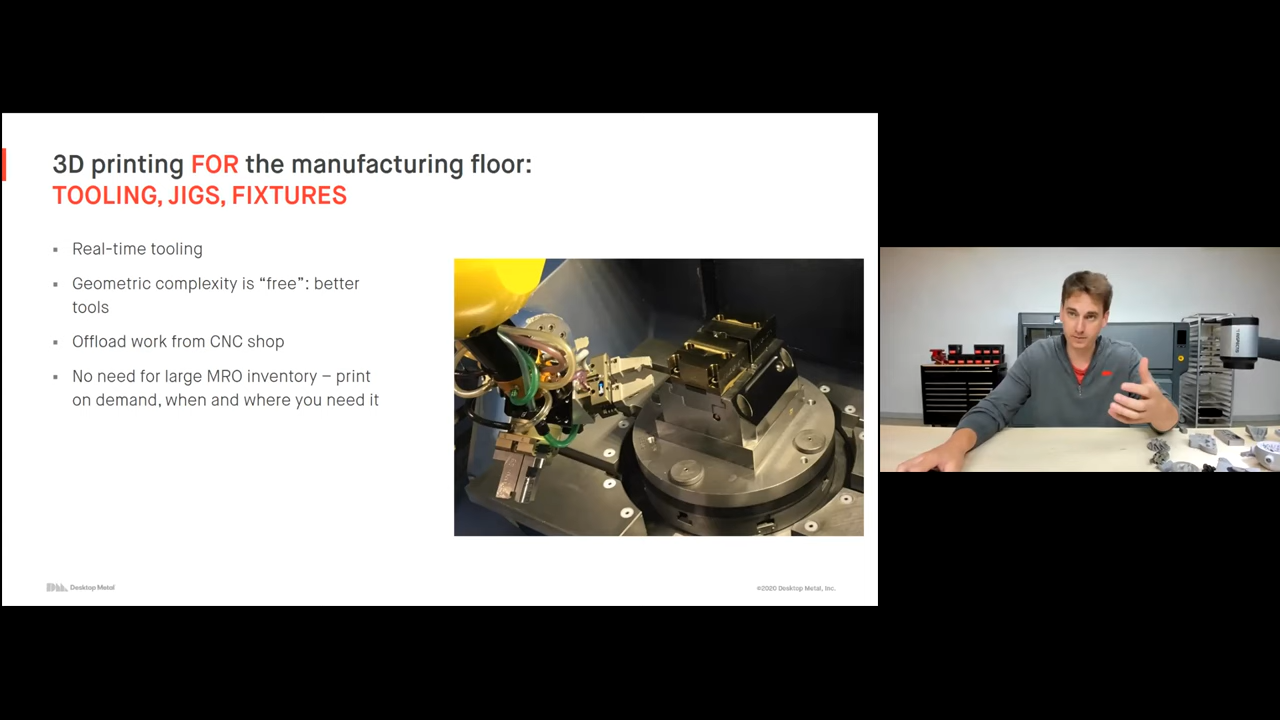 3D printing FOR the manufacturing floor:
TOOLING, JIGS, FIXTURES
▪ Real-time tooling
▪ Geometric complexity is “free”: better
tools
▪ Offload work from CNC shop
▪ No need for large MRO inventory – print
on demand, when and where you need it
Desktop Metal
©2020 Desktop Metal, Inc.